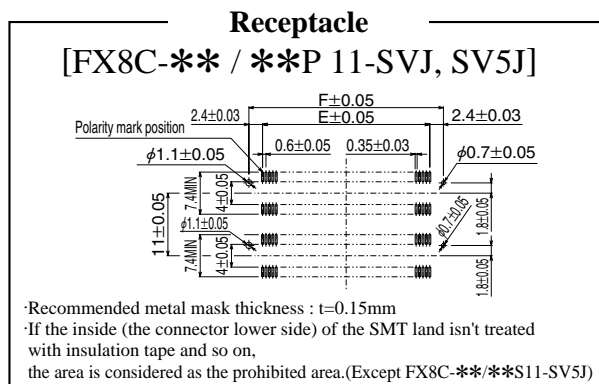 Receptacle
[FX8C-** / **P 11-SVJ, SV5J]
F±0.05
2.4±0.03 E±0.05 2.4±0.03
Polarity mark position
0.6±0.05 0.35±0.03
ϕ1.1±0.05 ϕ0.7±0.05
7.4MIN
4±0.05
11±0.05
ϕ1.1±0.05
7.4MIN
4±0.05
ϕ0.7±0.05
1.8±0.05
1.8±0.05
·Recommended metal mask thickness : t=0.15mm
·If the inside (the connector lower side) of the SMT land isn't treated
with insulation tape and so on,
the area is considered as the prohibited area.(Except FX8C-**/**S11-SV5J)